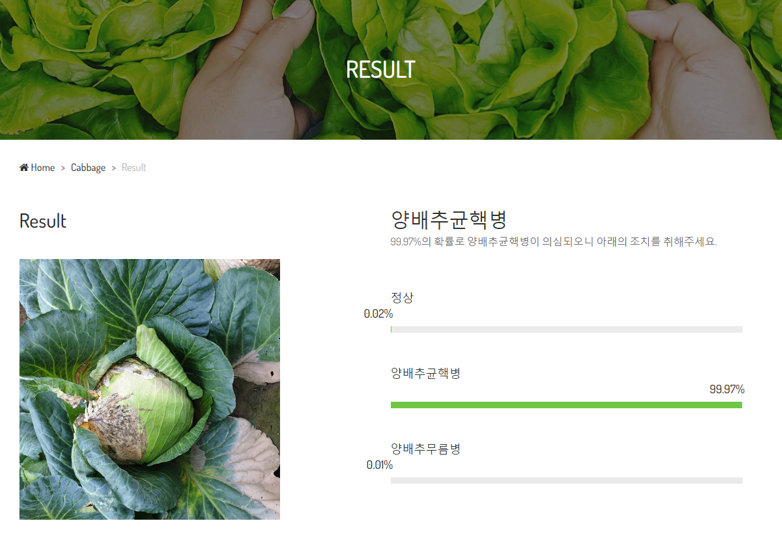 RESULT
Home > Cabbage > Result
Result
양배추균핵병
99.97%의 확률로 양배추균핵병이 의심되오니 아래의 조치를 취해주세요.
정상
0.02%
양배추균핵병
99.97%
양배추무름병
0.01%